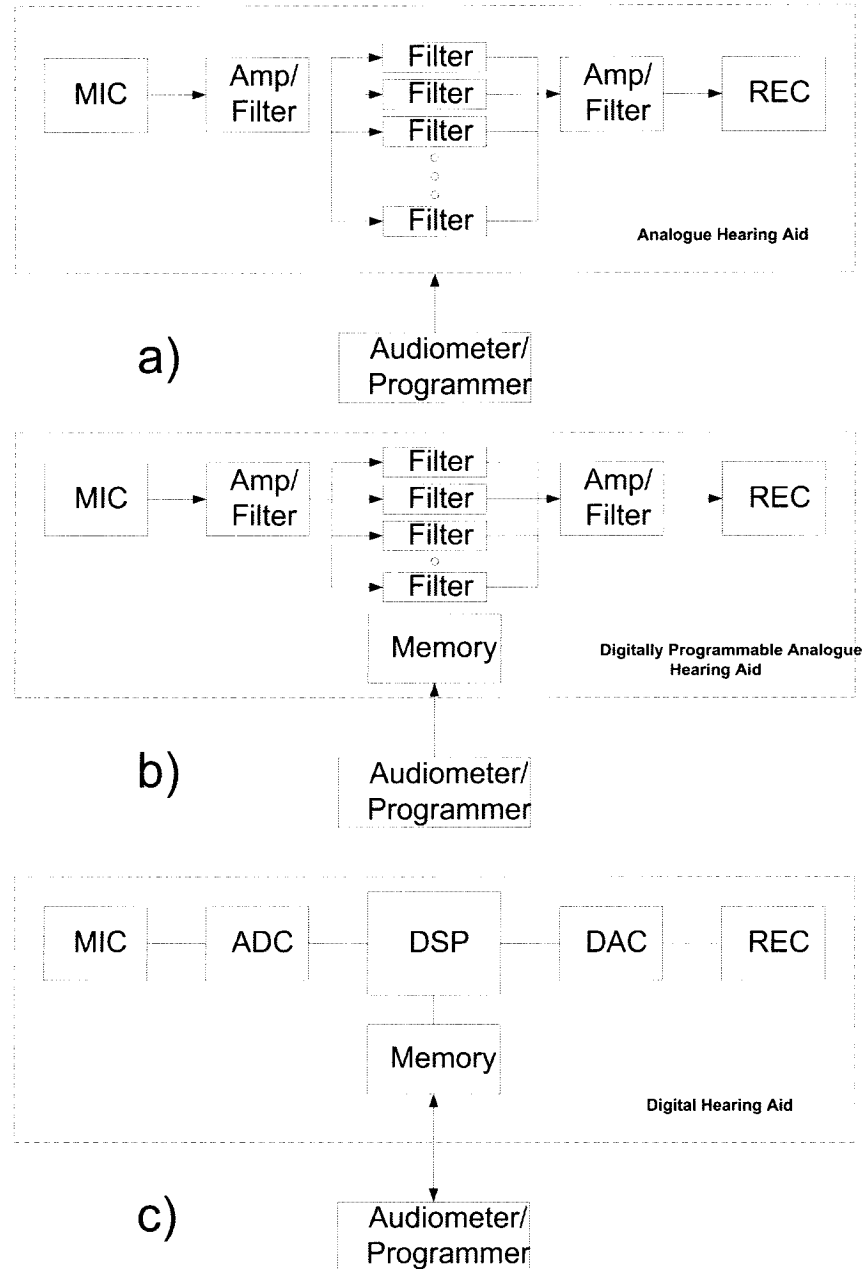 MIC
Amp/
Filter
Filter
Filter
Filter
Filter
Amp/
Filter
REC
Analogue Hearing Aid
a)
Audiometer/
Programmer
MIC
Amp/
Filter
Filter
Filter
Filter
Filter
Amp/
Filter
REC
Memory
Digitally Programmable Analogue
Hearing Aid
b)
Audiometer/
Programmer
MIC
ADC
DSP
DAC
REC
Memory
Digital Hearing Aid
c)
Audiometer/
Programmer